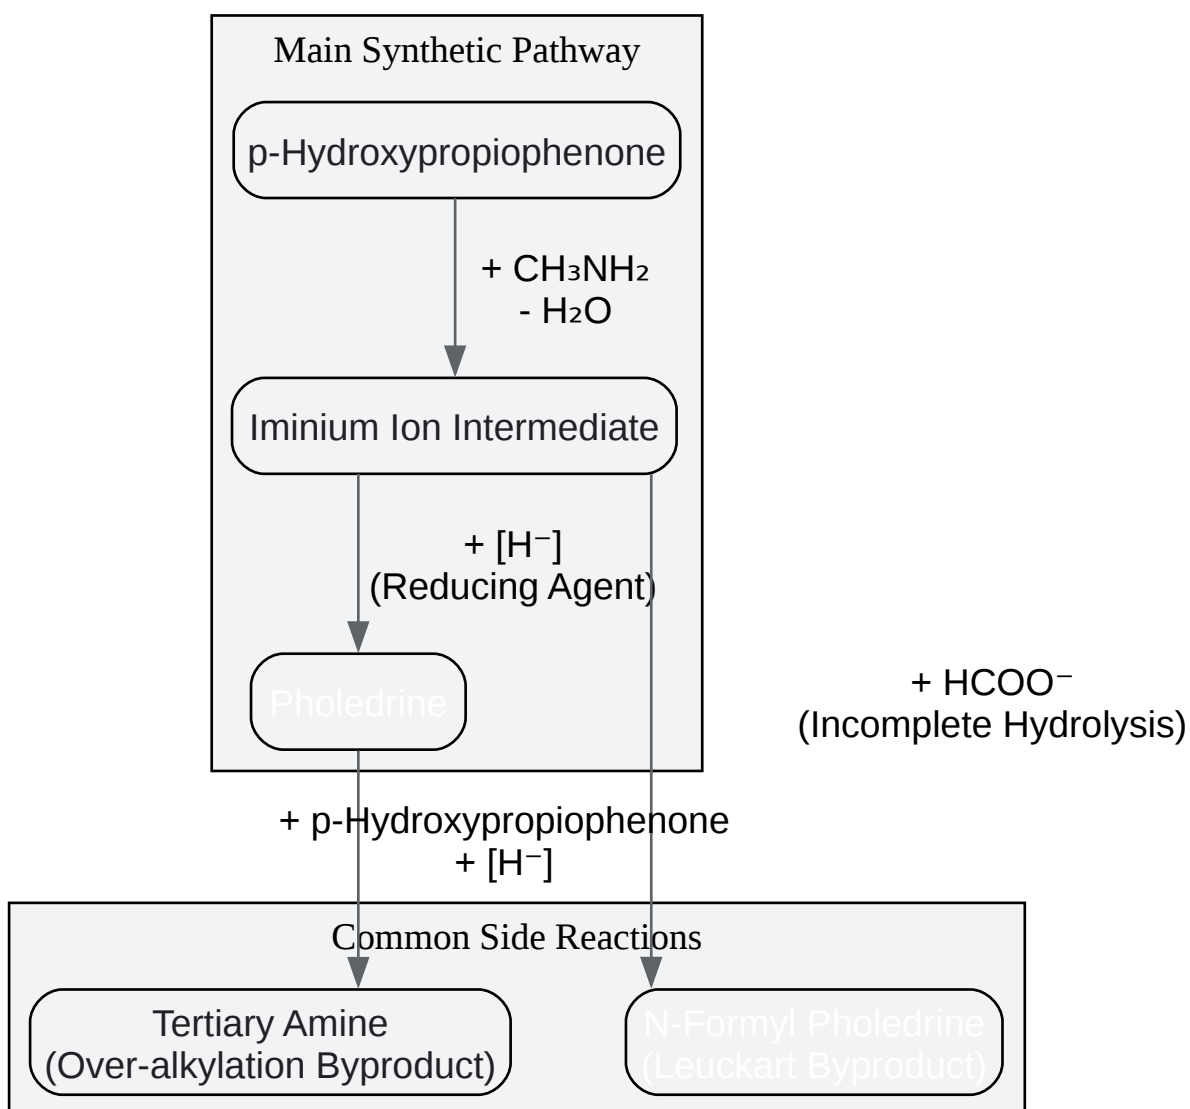 Main Synthetic Pathway
p-Hydroxypropiophenone
+ CH₃NH₂
- H₂O
Iminium Ion Intermediate
+ [H⁻]
(Reducing Agent)
Pholedrine
+ HCOO⁻
(Incomplete Hydrolysis)
+ p-Hydroxypropiophenone
+ [H⁻]
Common Side Reactions
Tertiary Amine
(Over-alkylation Byproduct)
N-Formyl Pholedrine
(Leuckart Byproduct)